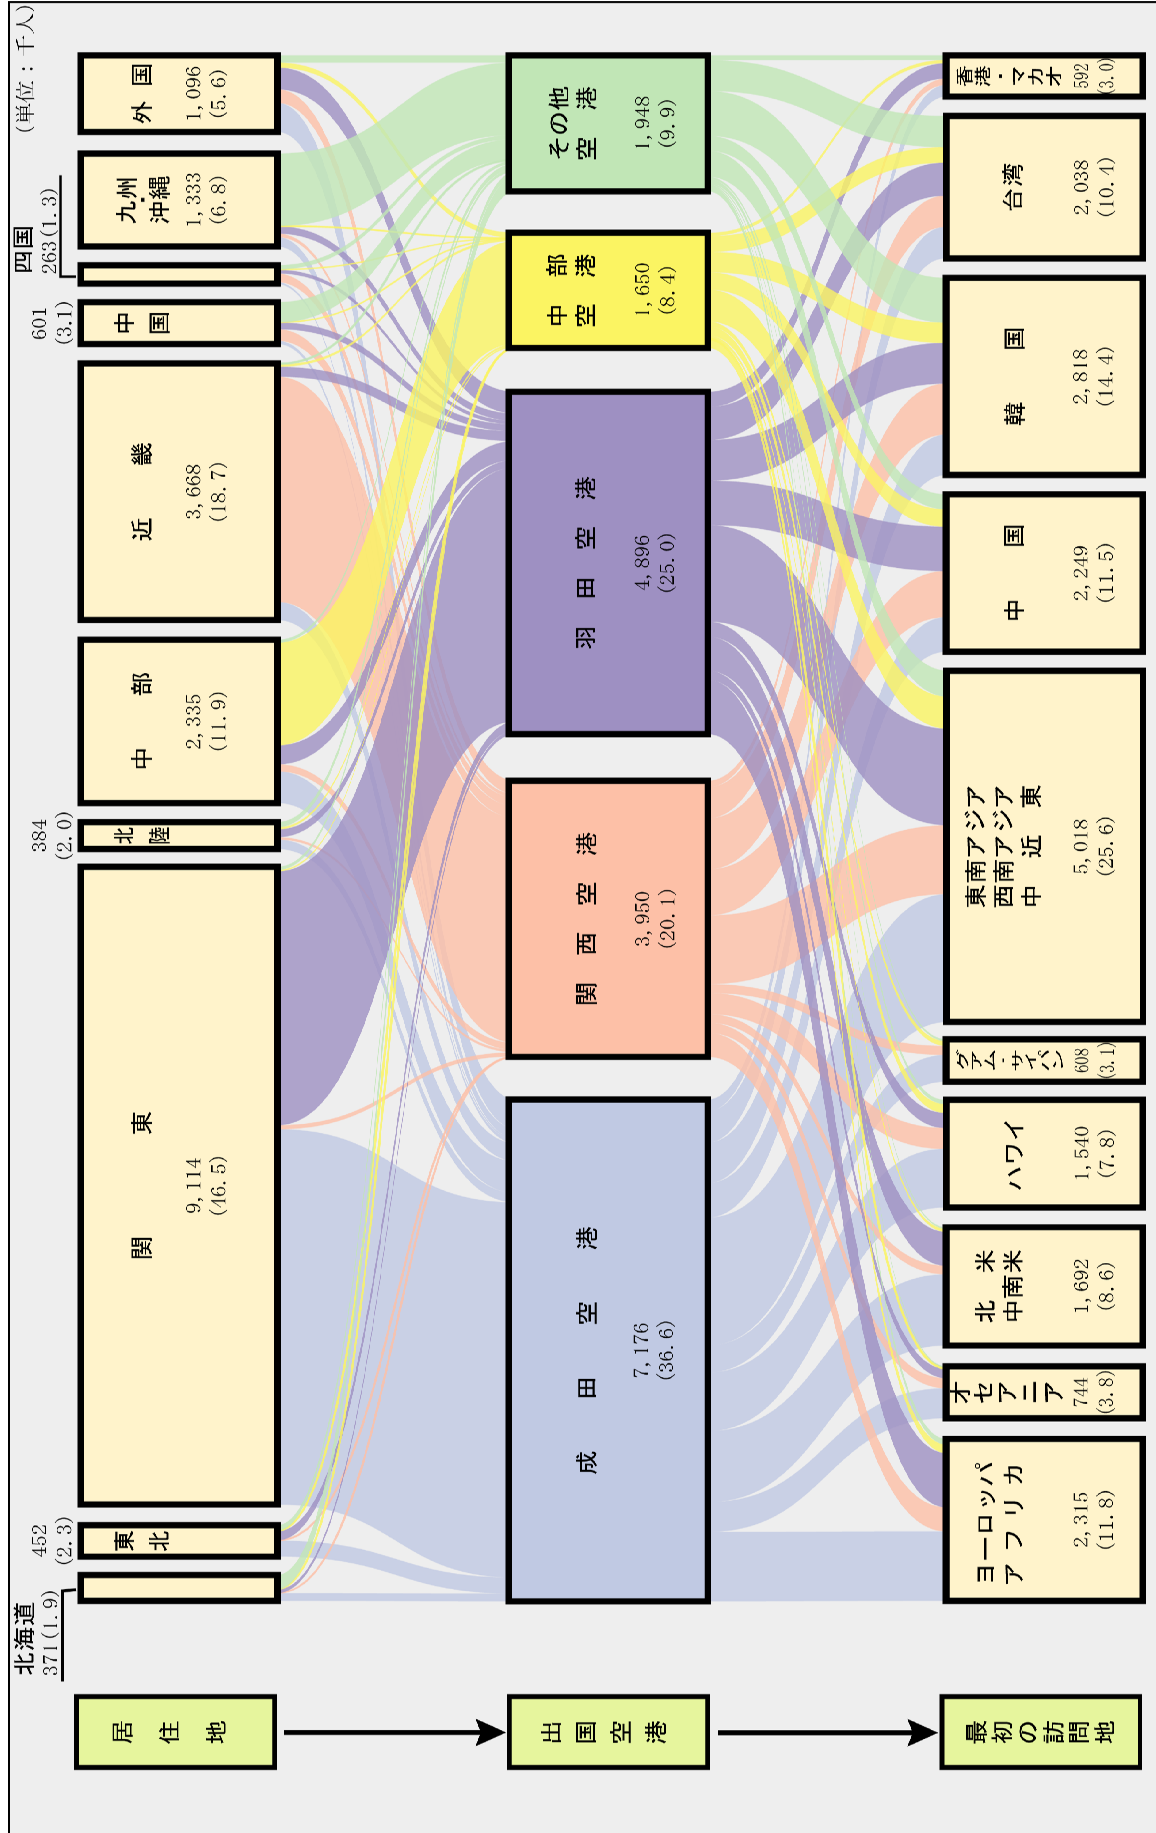 (単位：千人)
居住地
出国空港
最初の訪問地
北海道
371(1.9)
東北
452
(2.3)
関東
9,114
(46.5)
北陸
384
(2.0)
中部
2,335
(11.9)
近畿
3,668
(18.7)
中国
601
(3.1)
四国
263(1.3)
九州・
沖縄
1,333
(6.8)
外国
1,096
(5.6)
成田空港
7,176
(36.6)
関西空港
3,950
(20.1)
羽田空港
4,896
(25.0)
中部
空港
1,650
(8.4)
その他
空港
1,948
(9.9)
ヨーロッパ
アフリカ
2,315
(11.8)
オセアニア
744
(3.8)
北米
中南米
1,692
(8.6)
ハワイ
1,540
(7.8)
グアム・サイパン
608
(3.1)
東南アジア
西南アジア
中近東
5,018
(25.6)
中国
2,249
(11.5)
韓国
2,818
(14.4)
台湾
2,038
(10.4)
香港・マカオ
592
(3.0)